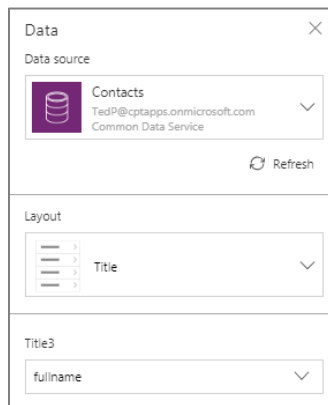 Data
Data source
Contacts
TedP@cptapps.onmicrosoft.com
Common Data Service
Refresh
Layout
Title
Title3
fullname